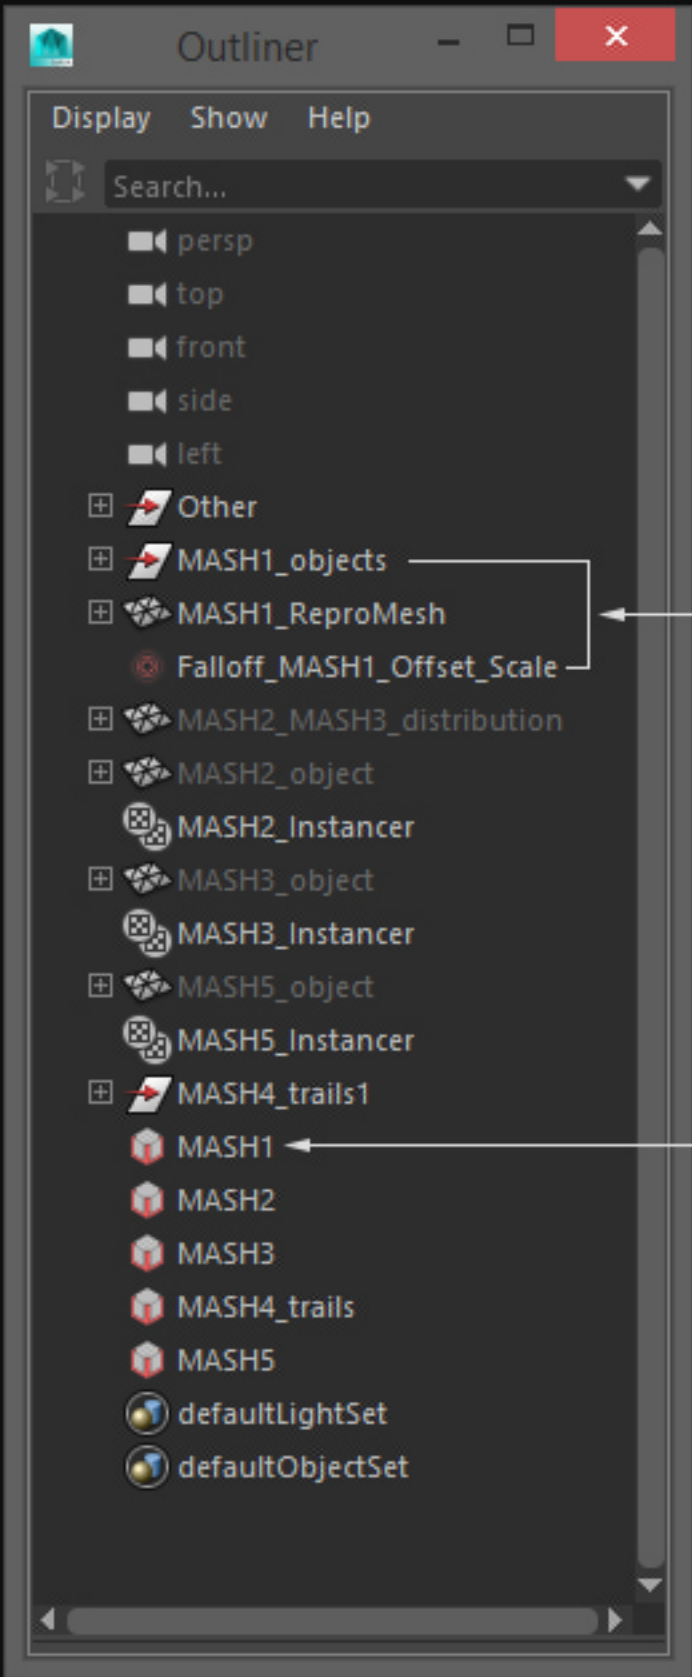 Outliner
Display Show Help
Search...
persp
top
front
side
left
Other
MASH1_objects
MASH1_ReproMesh
Falloff_MASH1_Offset_Scale
MASH2_MASH3_distribution
MASH2_object
MASH2_Instancer
MASH3_object
MASH3_Instancer
MASH5_object
MASH5_Instancer
MASH4_trails1
MASH1
MASH2
MASH3
MASH4_trails
MASH5
defaultLightSet
defaultObjectSet